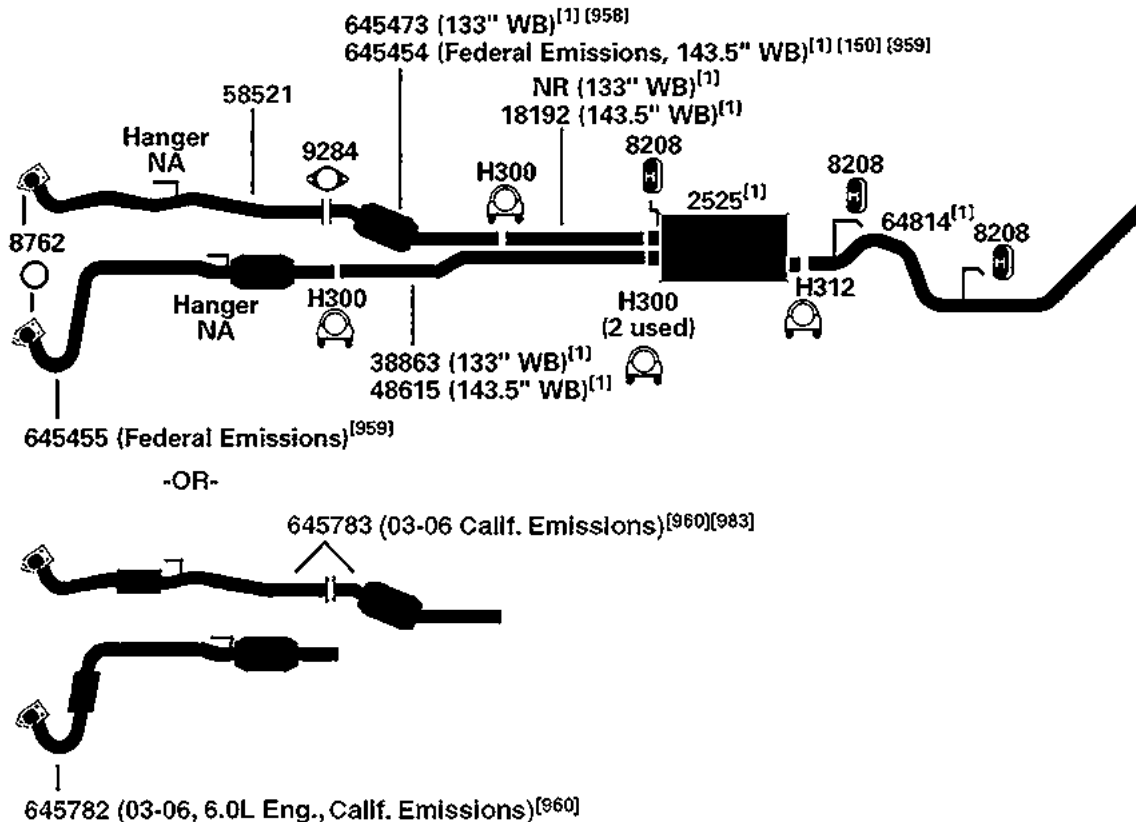 645473 (133" WB)[1] [958]
645454 (Federal Emissions, 143.5" WB)[1] [150] [959]
NR (133" WB)[1]
18192 (143.5" WB)[1]
58521
Hanger
NA
9284
H300
8208
2525[1]
8208
64814[1]
8208
8762
Hanger
NA
H300
H300
(2 used)
H312
38863 (133" WB)[1]
48615 (143.5" WB)[1]
645455 (Federal Emissions)[959]
-OR-
645783 (03-06 Calif. Emissions)[960][983]
645782 (03-06, 6.0L Eng., Calif. Emissions)[960]